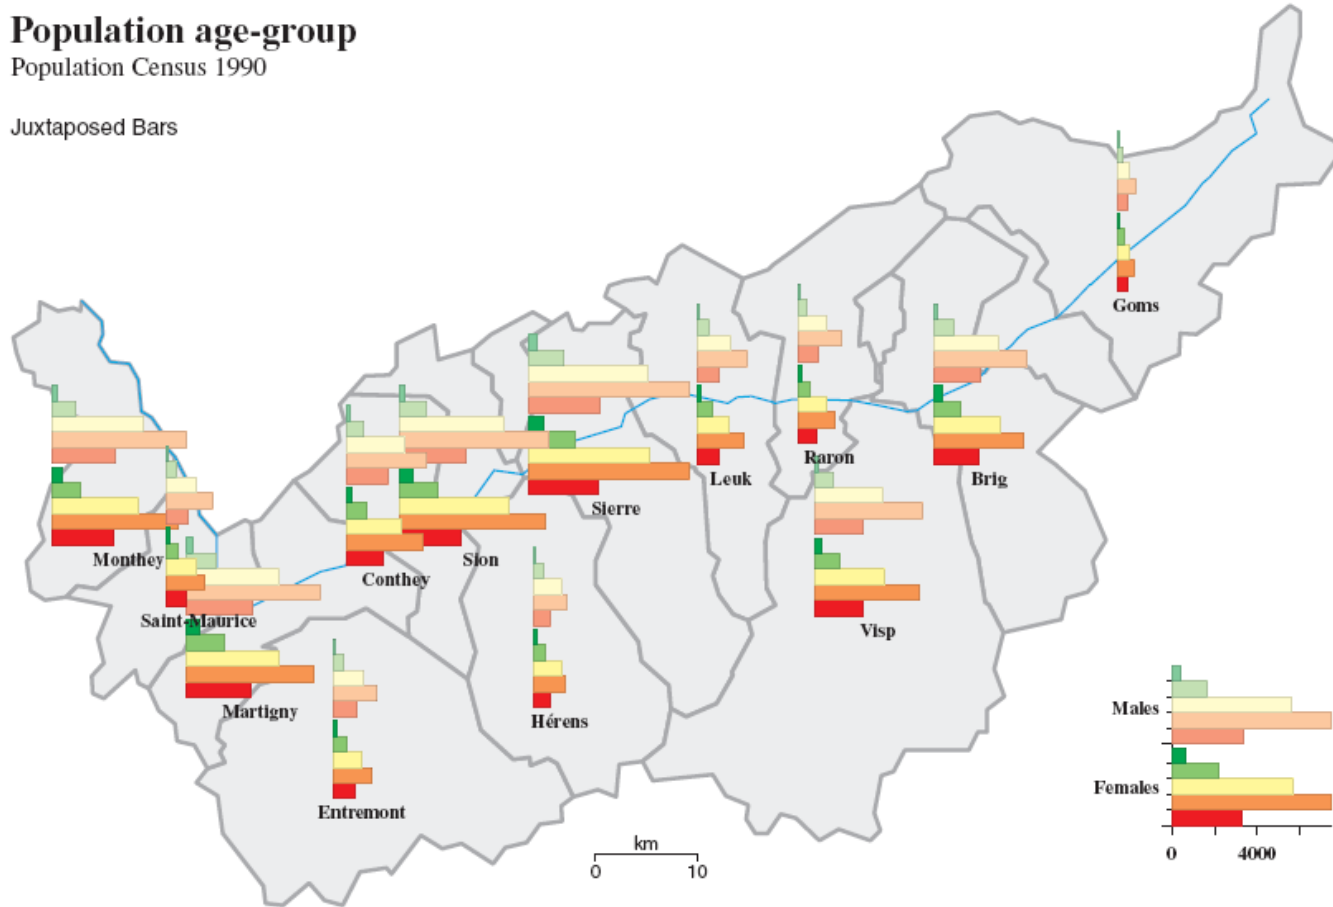 Population age-group
Population Census 1990
Juxtaposed Bars
Goms
Raron
Leuk
Brig
Sierre
Monthey
Sion
Conthey
Saint-Maurice
Visp
Martigny
Hérens
Entremont
Males
Females
0 4000
km
0 10